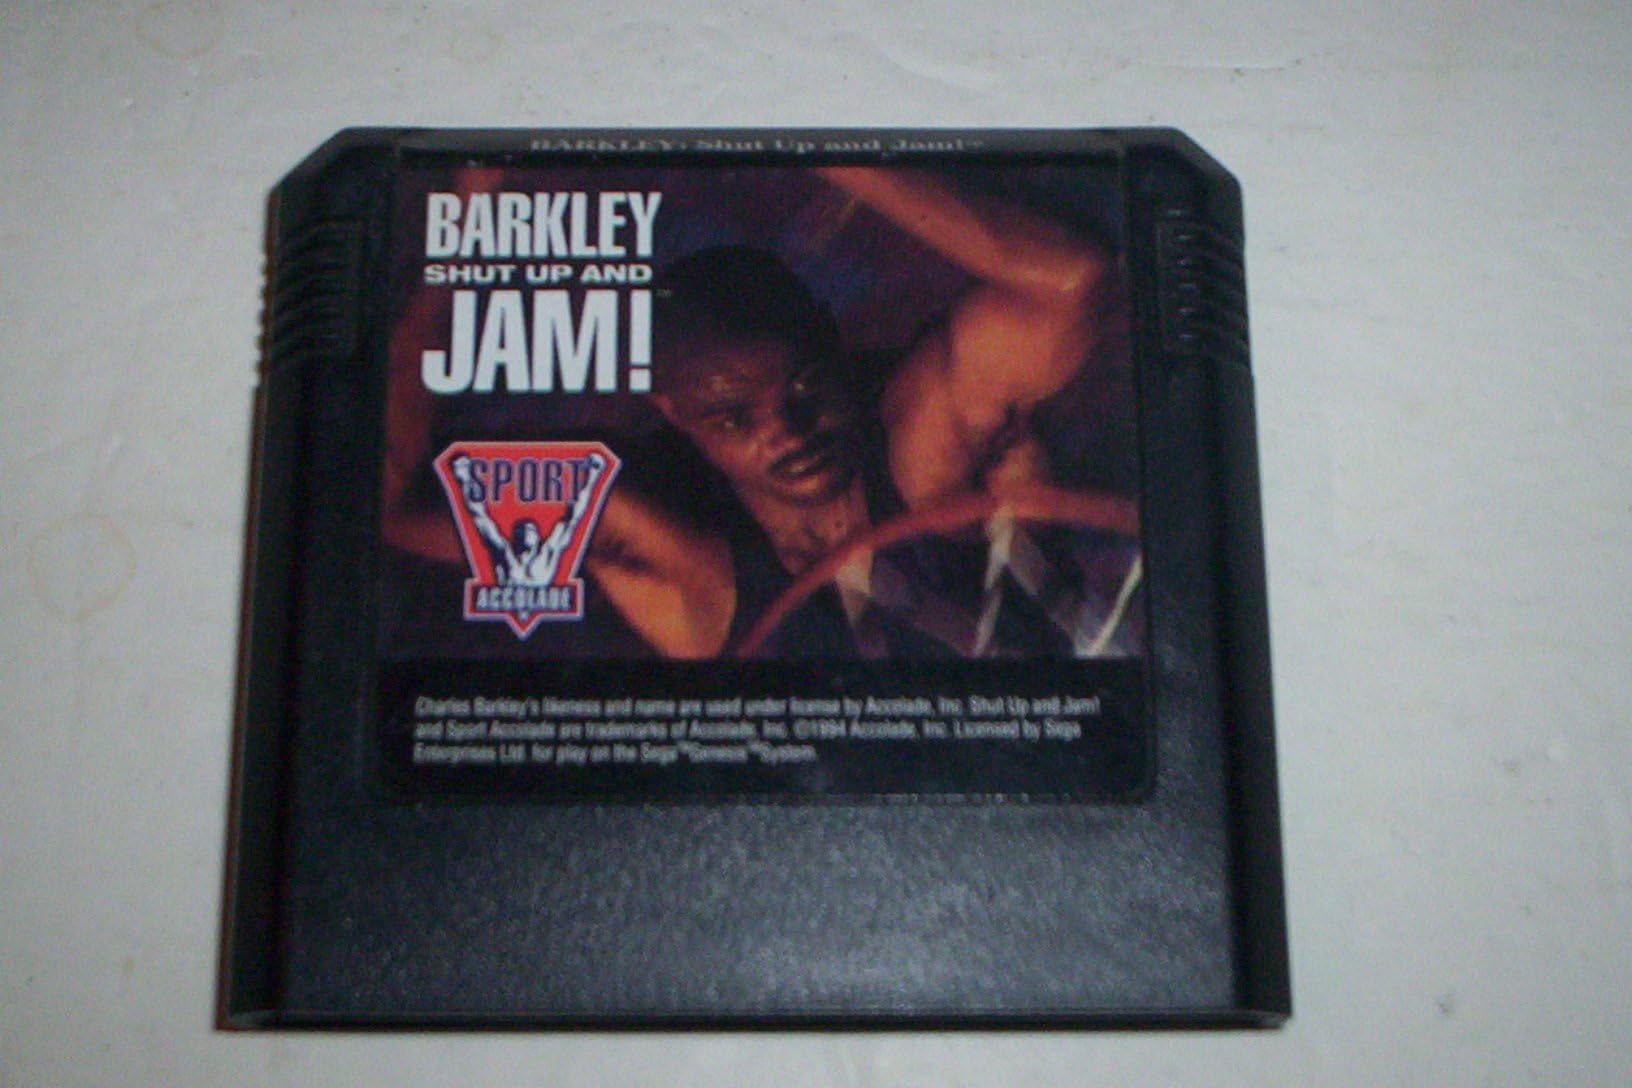 BARKLEY: Shut Up and Jam!™
BARKLEY
SHUT UP AND
JAM!™
SPORT
ACCOLADE
Charles Barkley's likeness and name are used under license by Accolade, Inc. Shut Up and Jam!
and Sport Accolade are trademarks of Accolade, Inc. ©1994 Accolade, Inc. Licensed by Sega
Enterprises Ltd. for play on the Sega™ Genesis™ System.